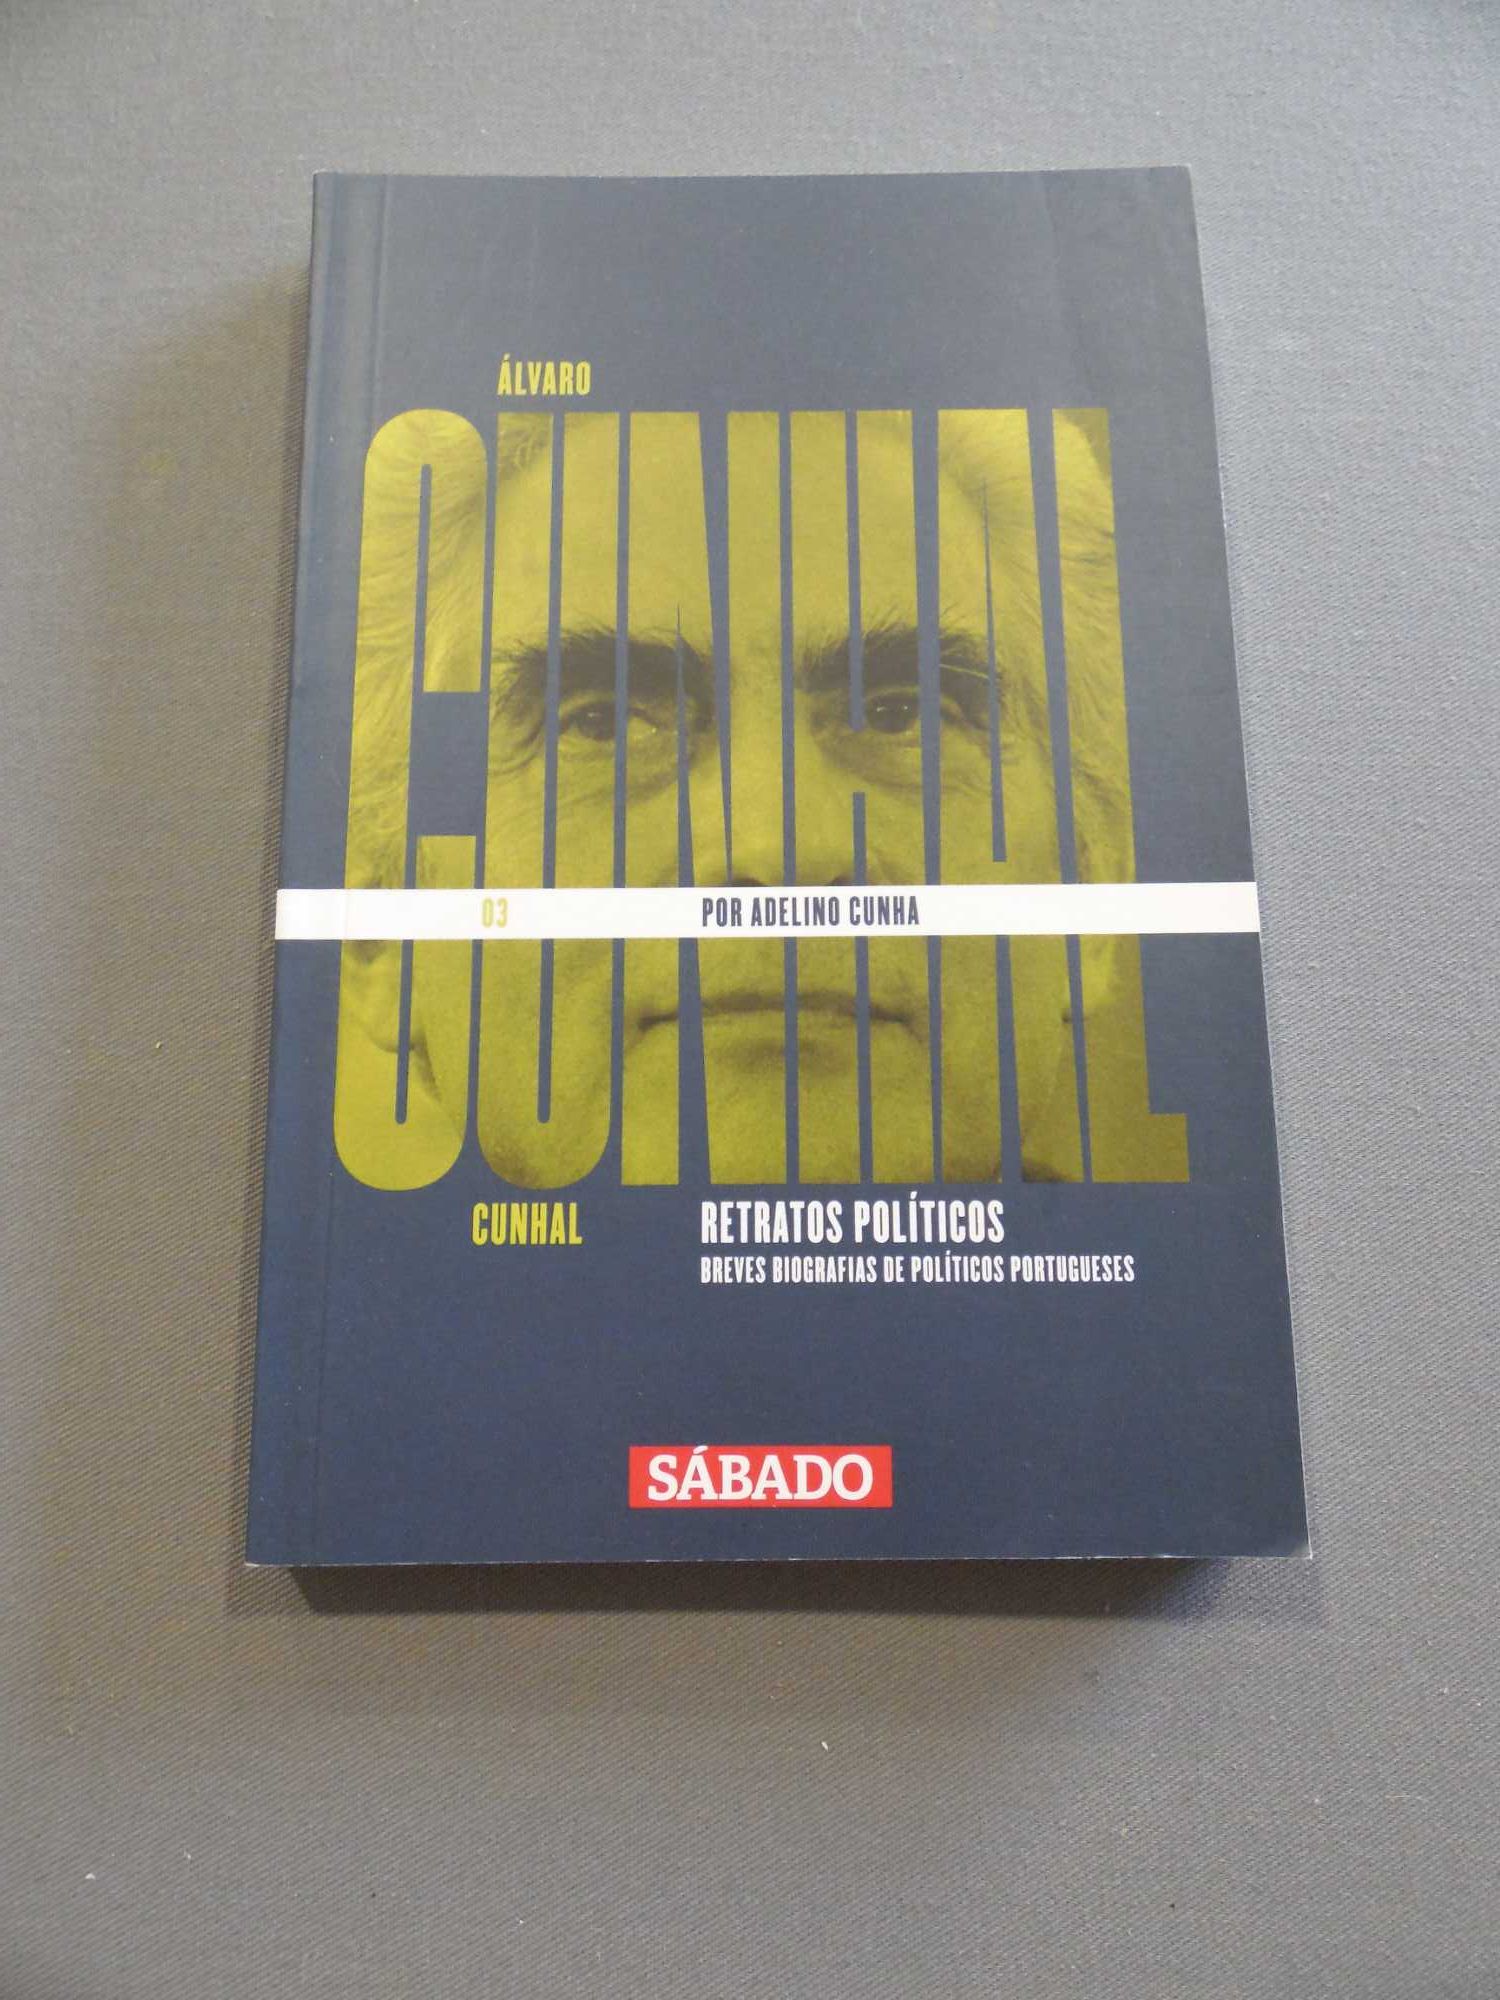 ÁLVARO
CUNHAL
03 POR ADELINO CUNHA
CUNHAL
RETRATOS POLÍTICOS
BREVES BIOGRAFIAS DE POLÍTICOS PORTUGUESES
SÁBADO